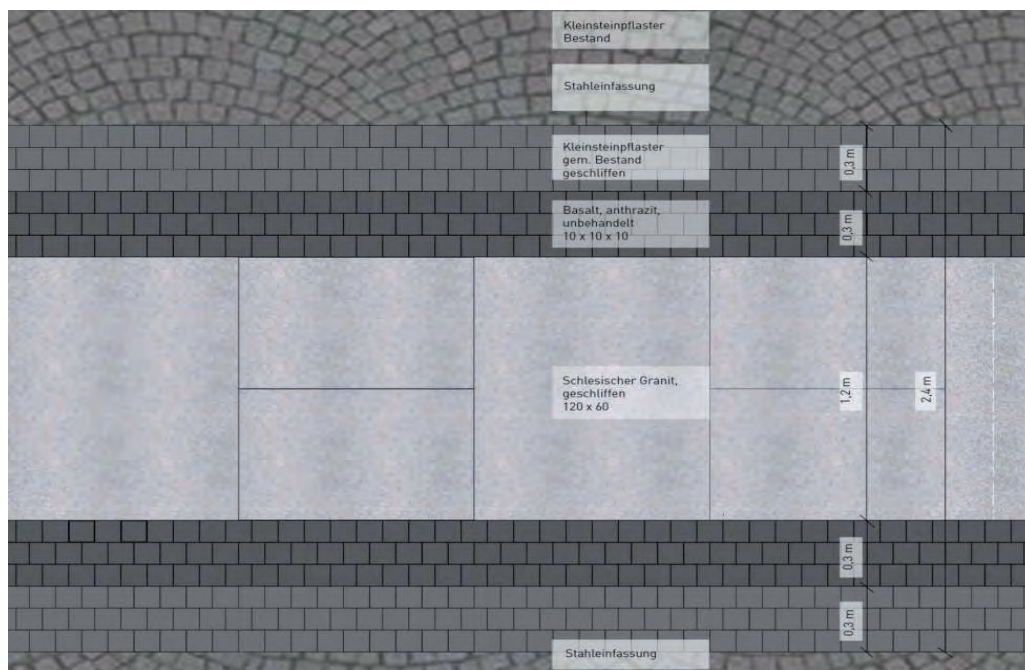 Kleinsteinpflaster
Bestand
Stahleinfassung
Kleinsteinpflaster
gem. Bestand
geschliffen
0,3 m
Basalt, anthrazit,
unbehandelt
10 x 10 x 10
0,3 m
Schlesischer Granit,
geschliffen
120 x 60
1,2 m
2,4 m
0,3 m
0,3 m
Stahleinfassung